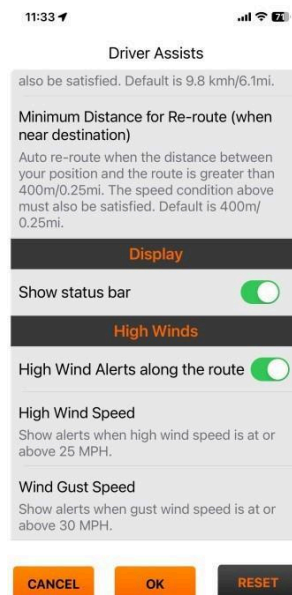 11:33
71
Driver Assists
also be satisfied. Default is 9.8 kmh/6.1mi.
Minimum Distance for Re-route (when
near destination)
Auto re-route when the distance between
your position and the route is greater than
400m/0.25mi. The speed condition above
must also be satisfied. Default is 400m/
0.25mi.
Display
Show status bar
High Winds
High Wind Alerts along the route
High Wind Speed
Show alerts when high wind speed is at or
above 25 MPH.
Wind Gust Speed
Show alerts when gust wind speed is at or
above 30 MPH.
CANCEL
OK
RESET